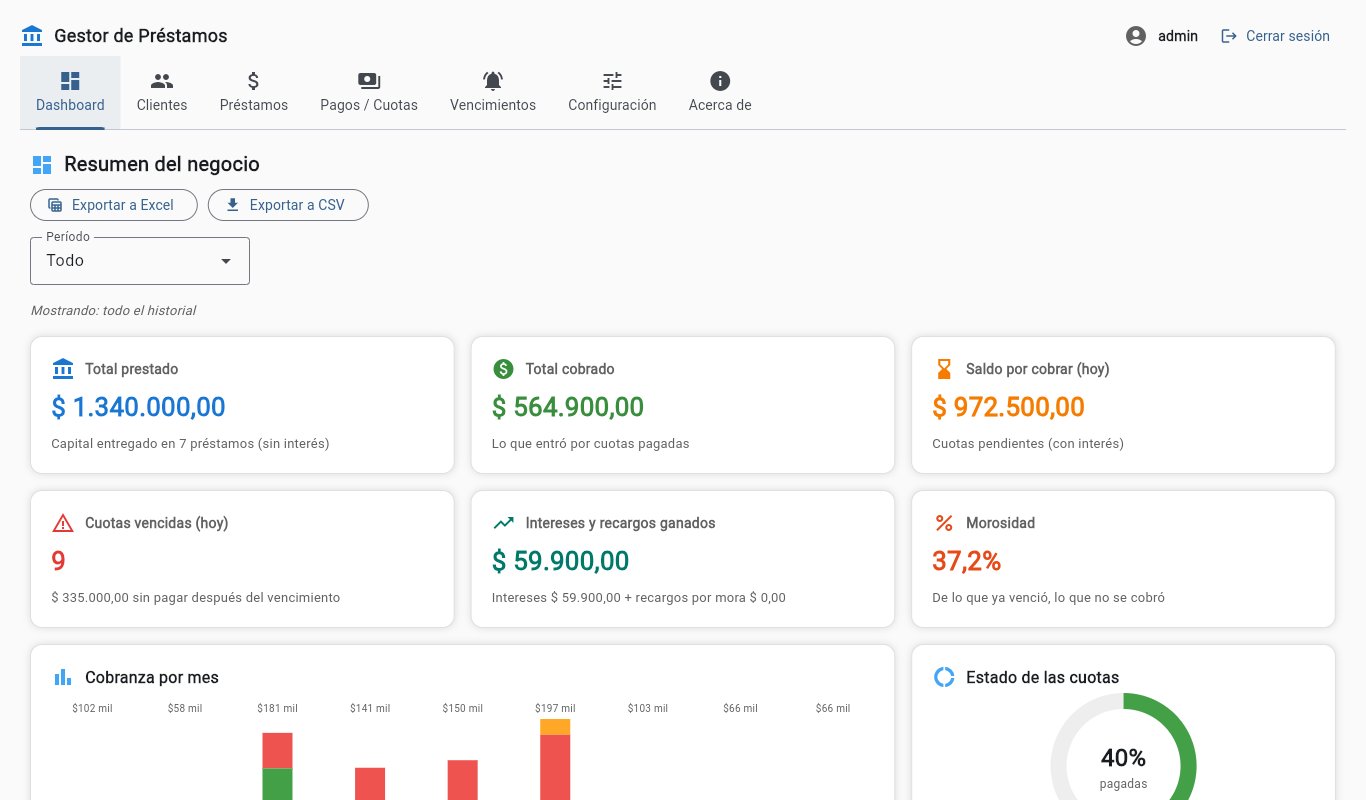 Gestor de Préstamos
admin
Cerrar sesión
Dashboard
Clientes
Préstamos
Pagos / Cuotas
Vencimientos
Configuración
Acerca de
Resumen del negocio
Exportar a Excel
Exportar a CSV
Período
Todo
Mostrando: todo el historial
Total prestado
$ 1.340.000,00
Capital entregado en 7 préstamos (sin interés)
Total cobrado
$ 564.900,00
Lo que entró por cuotas pagadas
Saldo por cobrar (hoy)
$ 972.500,00
Cuotas pendientes (con interés)
Cuotas vencidas (hoy)
9
$ 335.000,00 sin pagar después del vencimiento
Intereses y recargos ganados
$ 59.900,00
Intereses $ 59.900,00 + recargos por mora $ 0,00
Morosidad
37,2%
De lo que ya venció, lo que no se cobró
Cobranza por mes
$102 mil
$58 mil
$181 mil
$141 mil
$150 mil
$197 mil
$103 mil
$66 mil
$66 mil
Estado de las cuotas
40%
pagadas